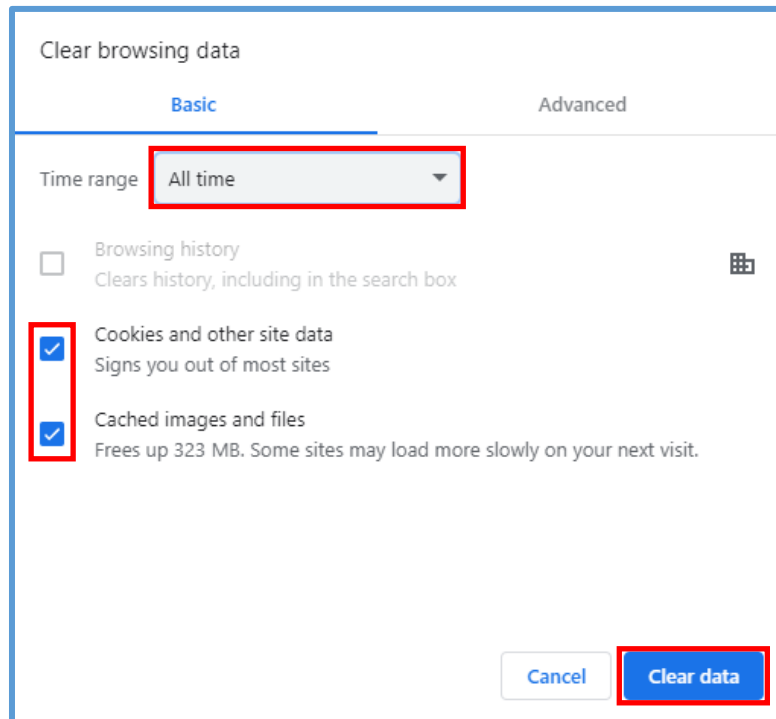 Clear browsing data
Basic Advanced
Time range All time
Browsing history
Clears history, including in the search box
Cookies and other site data
Signs you out of most sites
Cached images and files
Frees up 323 MB. Some sites may load more slowly on your next visit.
Cancel Clear data